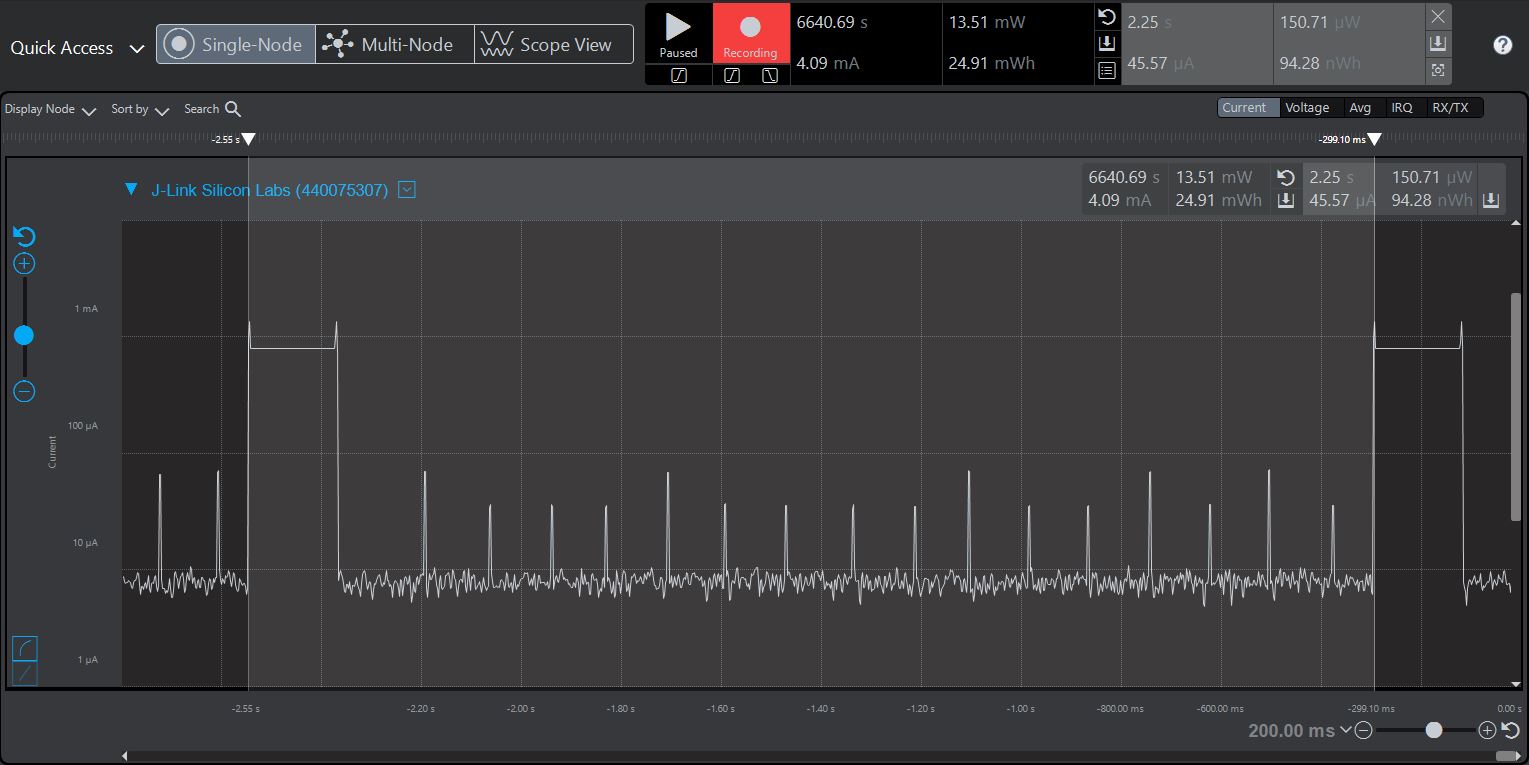 Quick Access
Single-Node
Multi-Node
Scope View
Paused
Recording
6640.69 s
13.51 mW
4.09 mA
24.91 mWh
2.25 s
150.71 µW
45.57 µA
94.28 nWh
Display Node
Sort by
Search
Current
Voltage
Avg
IRQ
RX/TX
-2.55 s
-299.10 ms
J-Link Silicon Labs (440075307)
6640.69 s
13.51 mW
4.09 mA
24.91 mWh
2.25 s
150.71 µW
45.57 µA
94.28 nWh
1 mA
100 µA
Current
10 µA
1 µA
-2.55 s
-2.20 s
-2.00 s
-1.80 s
-1.60 s
-1.40 s
-1.20 s
-1.00 s
-800.00 ms
-600.00 ms
-299.10 ms
0.00 s
200.00 ms